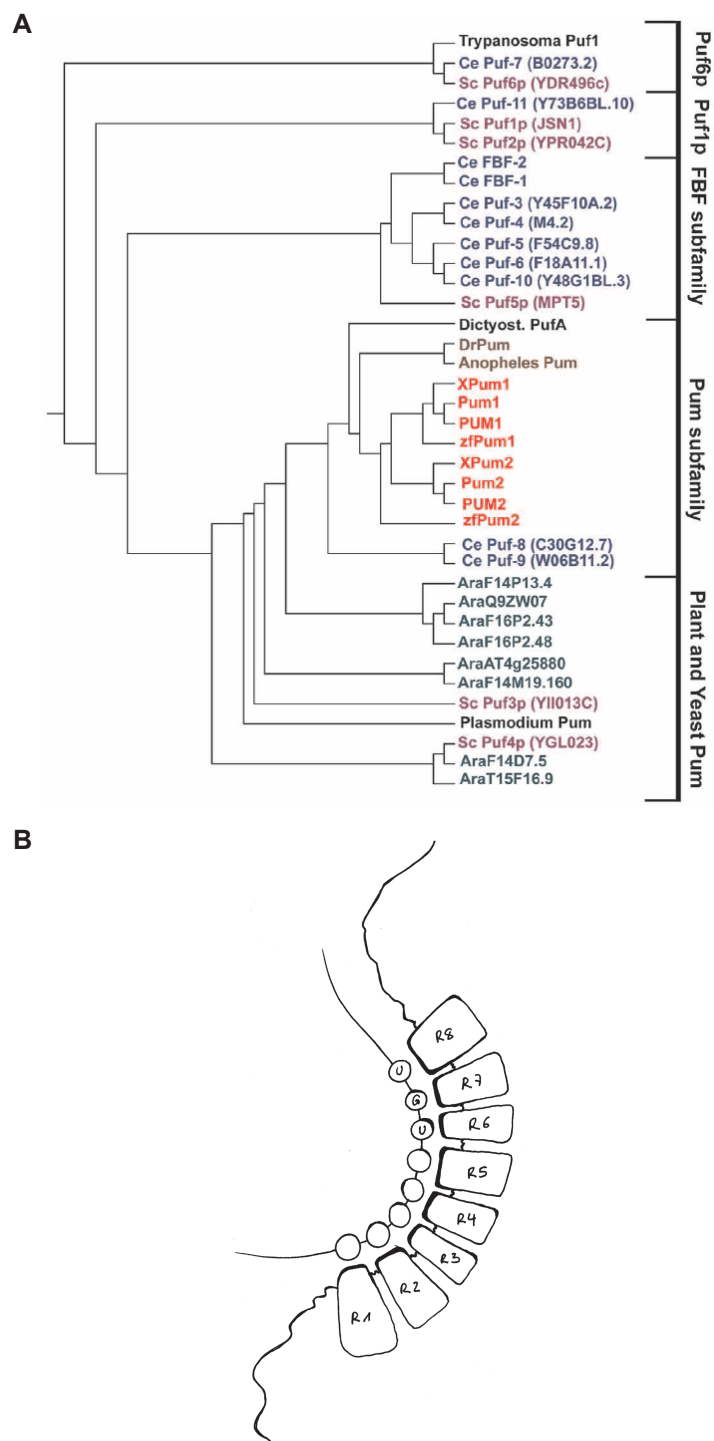 A
Trypanosoma Puf1
Ce Puf-7 (B0273.2)
Sc Puf6p (YDR496c)
Ce Puf-11 (Y73B6BL.10)
Sc Puf1p (JSN1)
Sc Puf2p (YPR042C)
Ce FBF-2
Ce FBF-1
Ce Puf-3 (Y45F10A.2)
Ce Puf-4 (M4.2)
Ce Puf-5 (F54C9.8)
Ce Puf-6 (F18A11.1)
Ce Puf-10 (Y48G1BL.3)
Sc Puf5p (MPT5)
Dictyost. PufA
DrPum
Anopheles Pum
XPum1
Pum1
PUM1
zfPum1
XPum2
Pum2
PUM2
zfPum2
Ce Puf-8 (C30G12.7)
Ce Puf-9 (W06B11.2)
AraF14P13.4
AraQ9ZW07
AraF16P2.43
AraF16P2.48
AraAT4g25880
AraF14M19.160
Sc Puf3p (YII013C)
Plasmodium Pum
Sc Puf4p (YGL023)
AraF14D7.5
AraT15F16.9
Puf6p
Puf1p
FBF subfamily
Pum subfamily
Plant and Yeast Pum
B
R8
U
R7
G
R6
U
R5
R4
R3
R2
R1